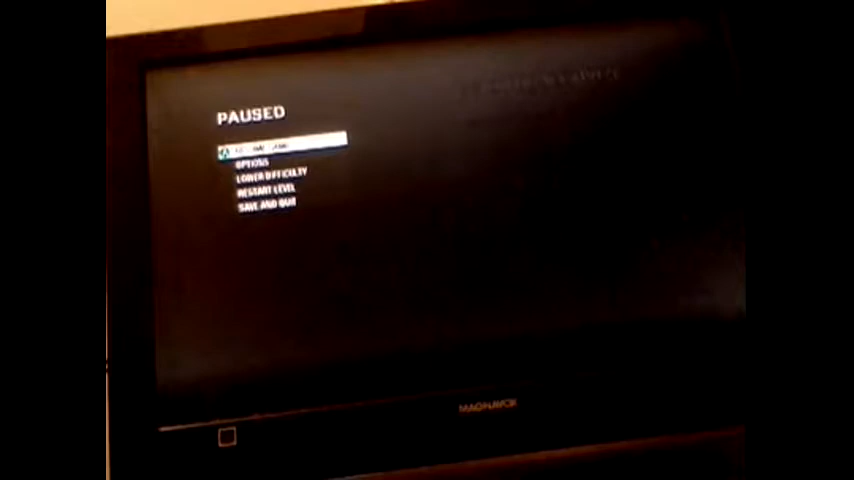 PAUSED
OPTIONS
LOWER DIFFICULTY
RESTART LEVEL
SAVE AND QUIT
MAGNAVOX